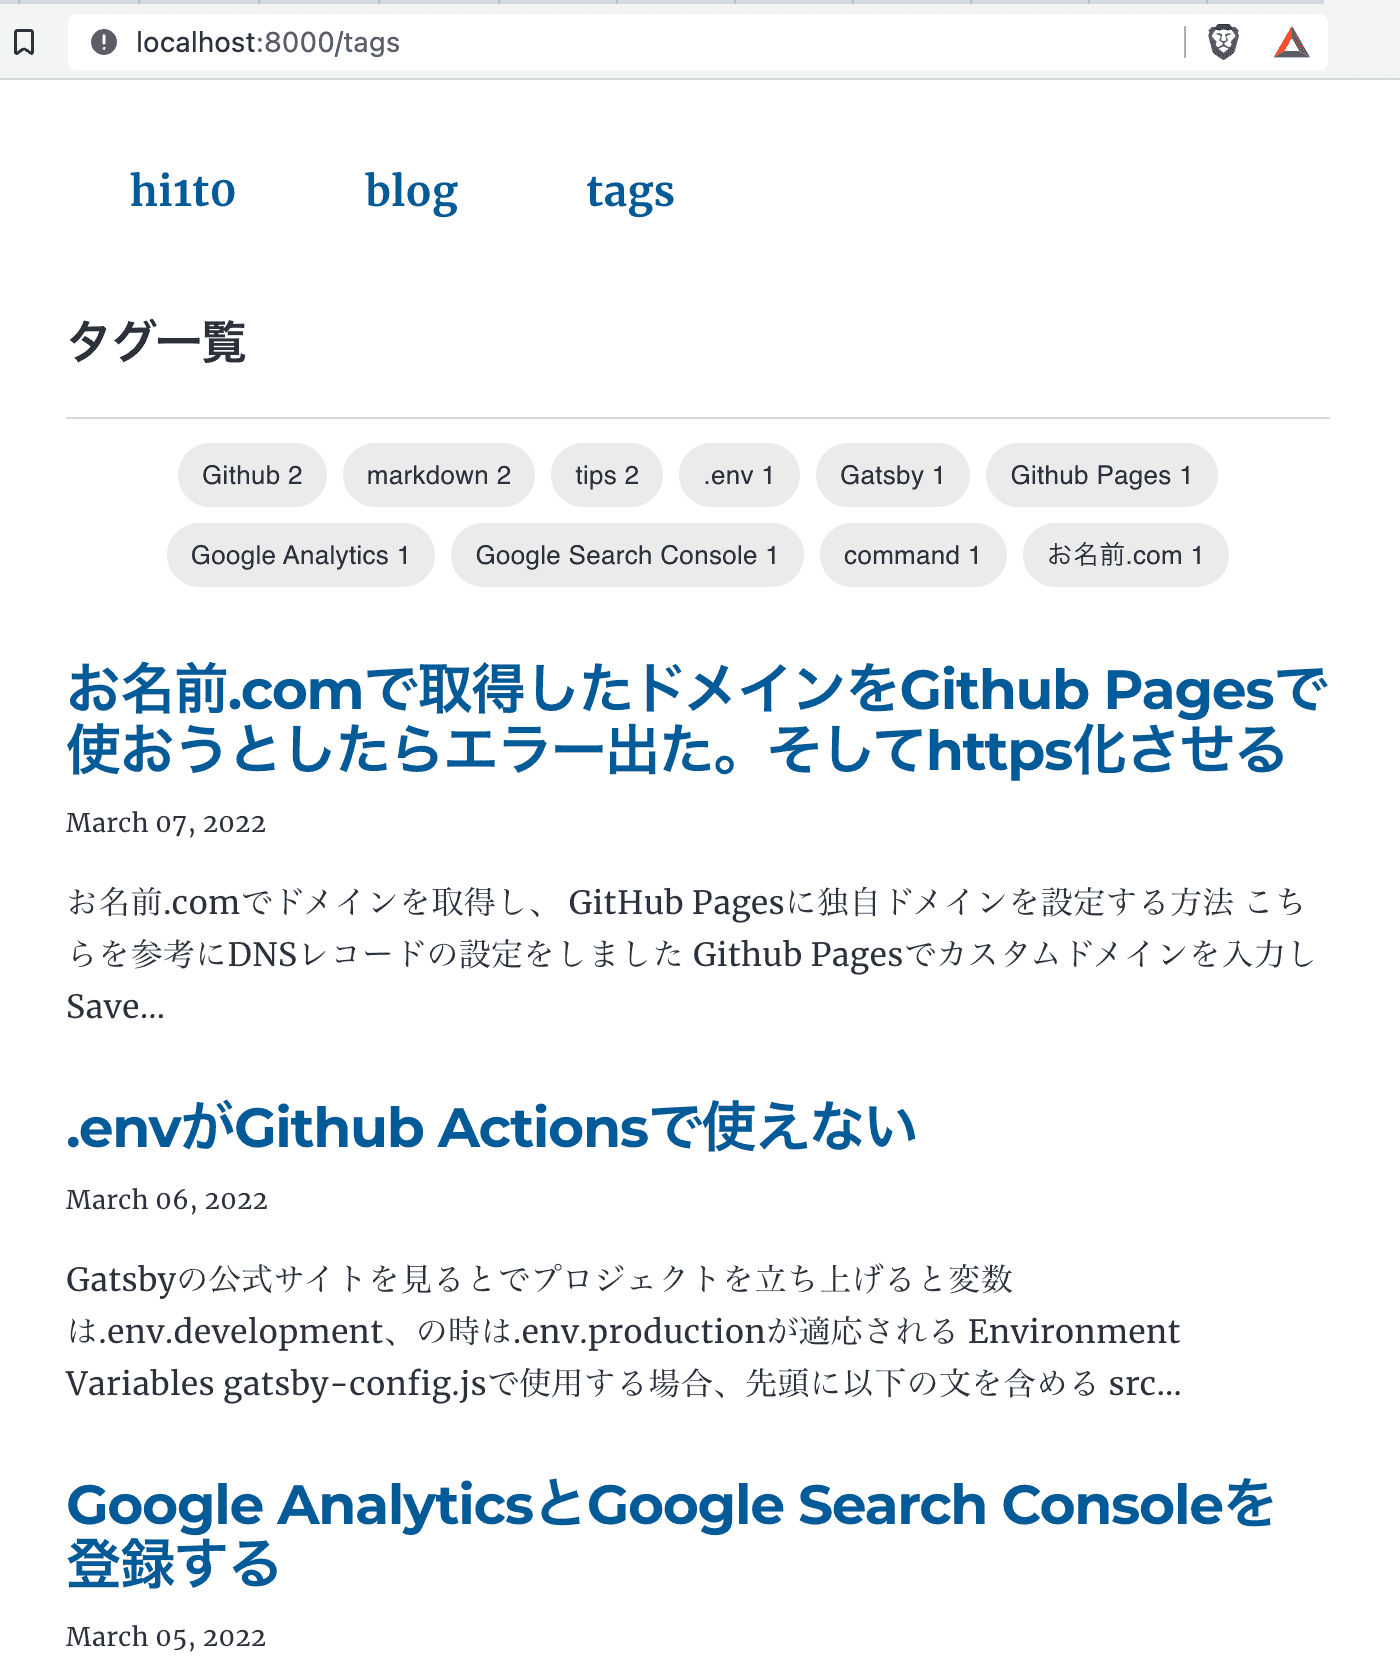 localhost:8000/tags
hi1t0 blog tags
タグ一覧
Github 2 markdown 2 tips 2 .env 1 Gatsby 1 Github Pages 1
Google Analytics 1 Google Search Console 1 command 1 お名前.com 1
お名前.comで取得したドメインをGithub Pagesで
使おうとしたらエラー出た。そしてhttps化させる
March 07, 2022
お名前.comでドメインを取得し、 GitHub Pagesに独自ドメインを設定する方法 こち
らを参考にDNSレコードの設定をしました Github Pagesでカスタムドメインを入力し
Save...
.envがGithub Actionsで使えない
March 06, 2022
Gatsbyの公式サイトを見るとでプロジェクトを立ち上げると変数
は.env.development、の時は.env.productionが適応される Environment
Variables gatsby-config.jsで使用する場合、先頭に以下の文を含める src...
Google AnalyticsとGoogle Search Consoleを
登録する
March 05, 2022